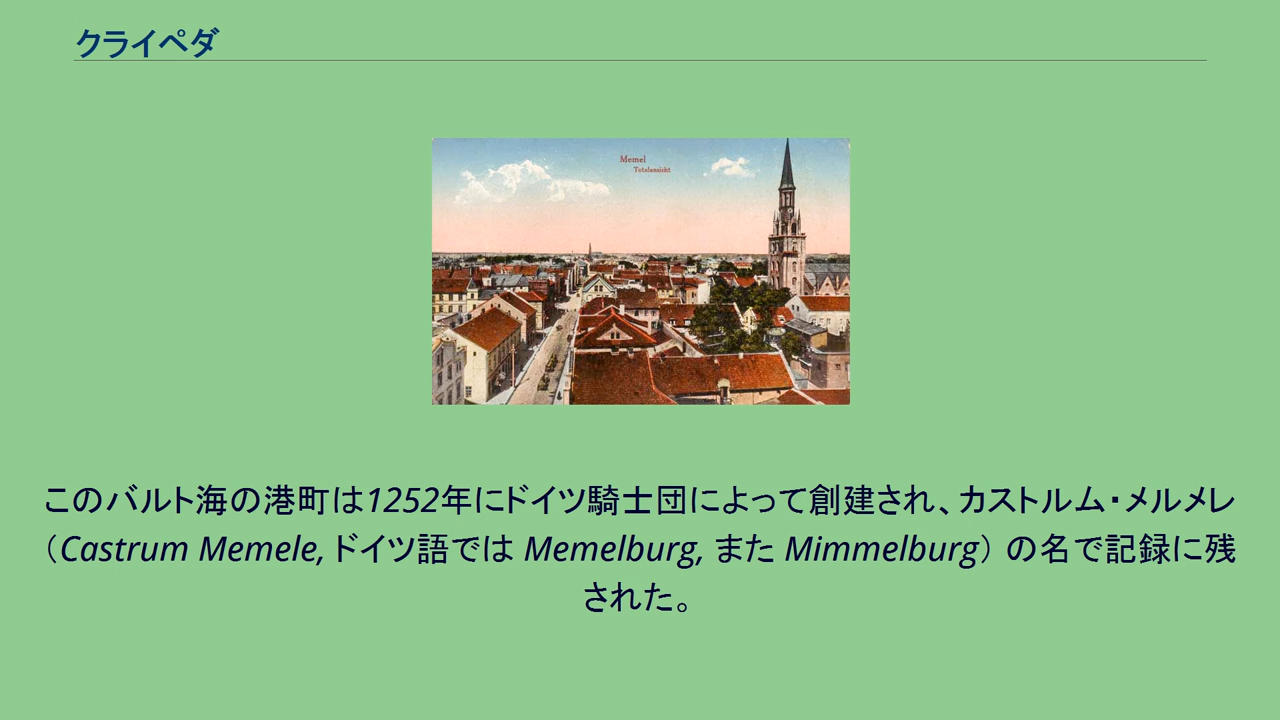 クライペダ
Memel
Totalansicht
このバルト海の港町は1252年にドイツ騎士団によって創建され、カストルム・メルメレ
（Castrum Memele, ドイツ語では Memelburg, また Mimmelburg） の名で記録に残
された。